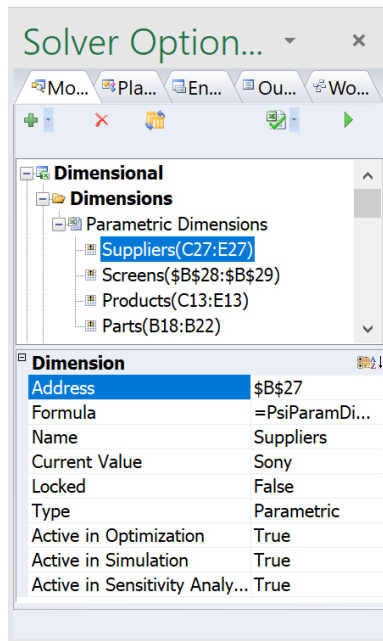 Solver Option...
Mo... Pla... En... Ou... Wo...
Dimensional
Dimensions
Parametric Dimensions
Suppliers(C27:E27)
Screens($B$28:$B$29)
Products(C13:E13)
Parts(B18:B22)
Dimension
Address $B$27
Formula =PsiParamDi...
Name Suppliers
Current Value Sony
Locked False
Type Parametric
Active in Optimization True
Active in Simulation True
Active in Sensitivity Analy... True